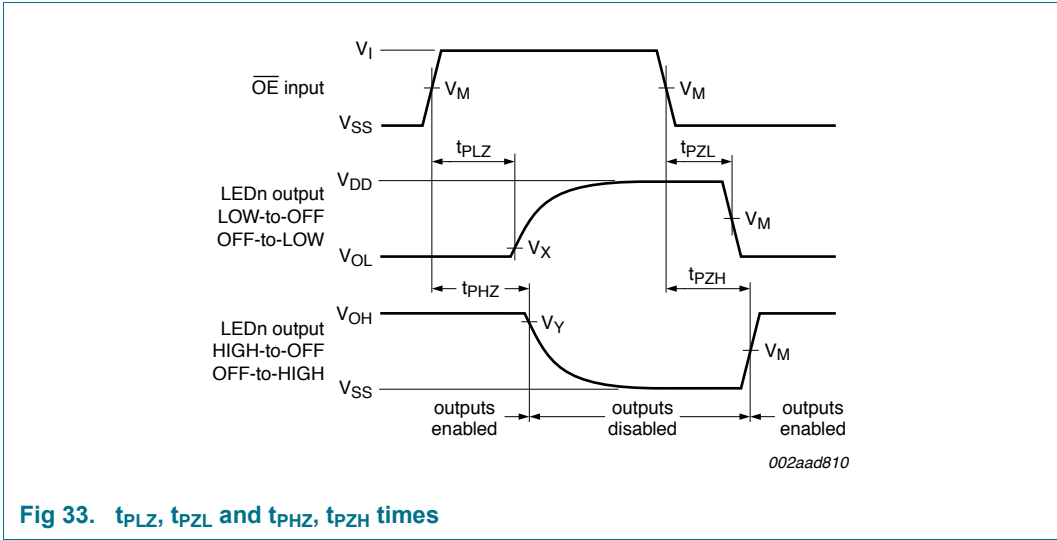 V_I
OE input
V_M
V_M
V_SS
t_PLZ
t_PZL
V_DD
LEDn output
LOW-to-OFF
OFF-to-LOW
V_M
V_X
V_OL
t_PHZ
t_PZH
V_OH
LEDn output
HIGH-to-OFF
OFF-to-HIGH
V_Y
V_M
V_SS
outputs
enabled
outputs
disabled
outputs
enabled
002aad810
Fig 33. t_PLZ, t_PZL and t_PHZ, t_PZH times